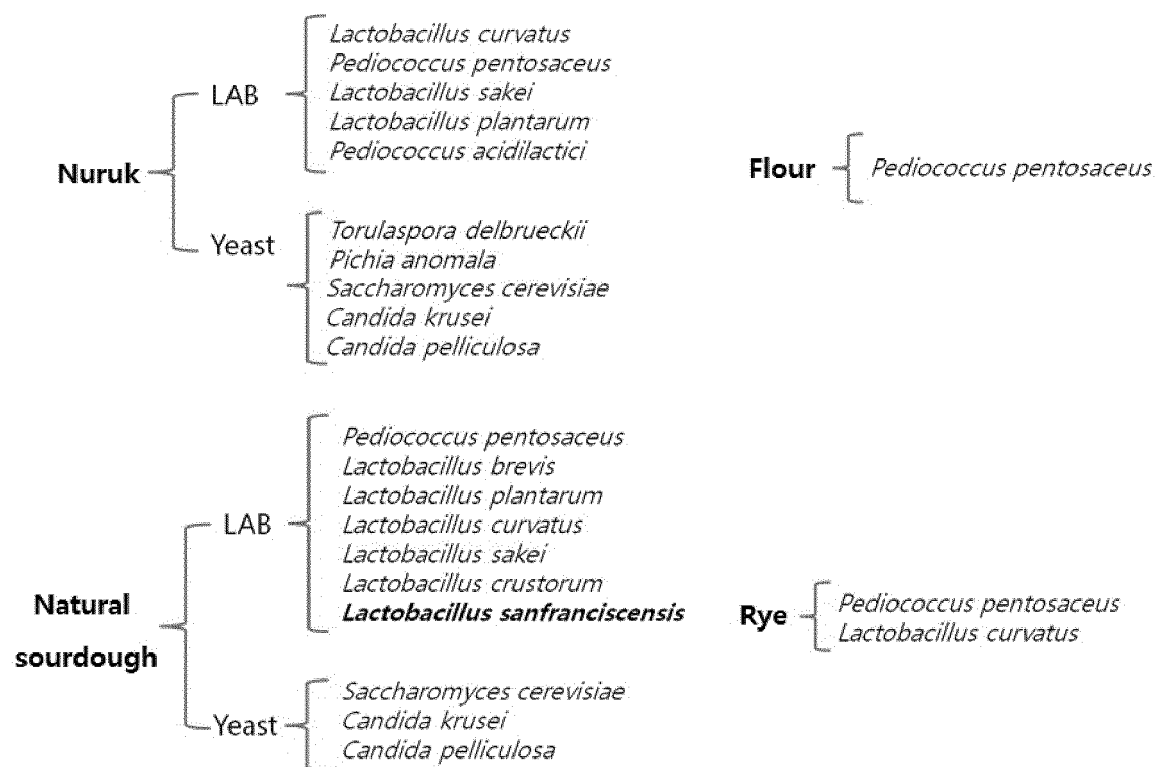 Nuruk
LAB
Lactobacillus curvatus
Pediococcus pentosaceus
Lactobacillus sakei
Lactobacillus plantarum
Pediococcus acidilactici
Yeast
Torulaspora delbrueckii
Pichia anomala
Saccharomyces cerevisiae
Candida krusei
Candida pelliculosa
Flour
Pediococcus pentosaceus
Natural
sourdough
LAB
Pediococcus pentosaceus
Lactobacillus brevis
Lactobacillus plantarum
Lactobacillus curvatus
Lactobacillus sakei
Lactobacillus crustorum
Lactobacillus sanfranciscensis
Yeast
Saccharomyces cerevisiae
Candida krusei
Candida pelliculosa
Rye
Pediococcus pentosaceus
Lactobacillus curvatus